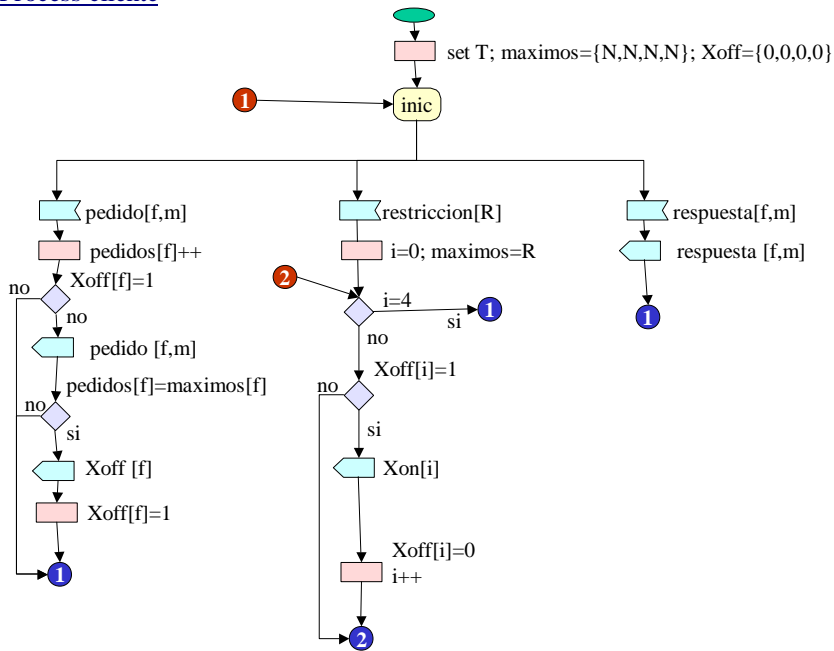 Process cliente
set T; maximos={N,N,N,N}; Xoff={0,0,0,0}
1
inic
pedido[f,m]
pedidos[f]++
Xoff[f]=1
no
no
pedido [f,m]
pedidos[f]=maximos[f]
no
si
Xoff [f]
Xoff[f]=1
1
restriccion[R]
i=0; maximos=R
2
i=4
si
1
no
Xoff[i]=1
no
si
Xon[i]
Xoff[i]=0
i++
2
respuesta[f,m]
respuesta [f,m]
1